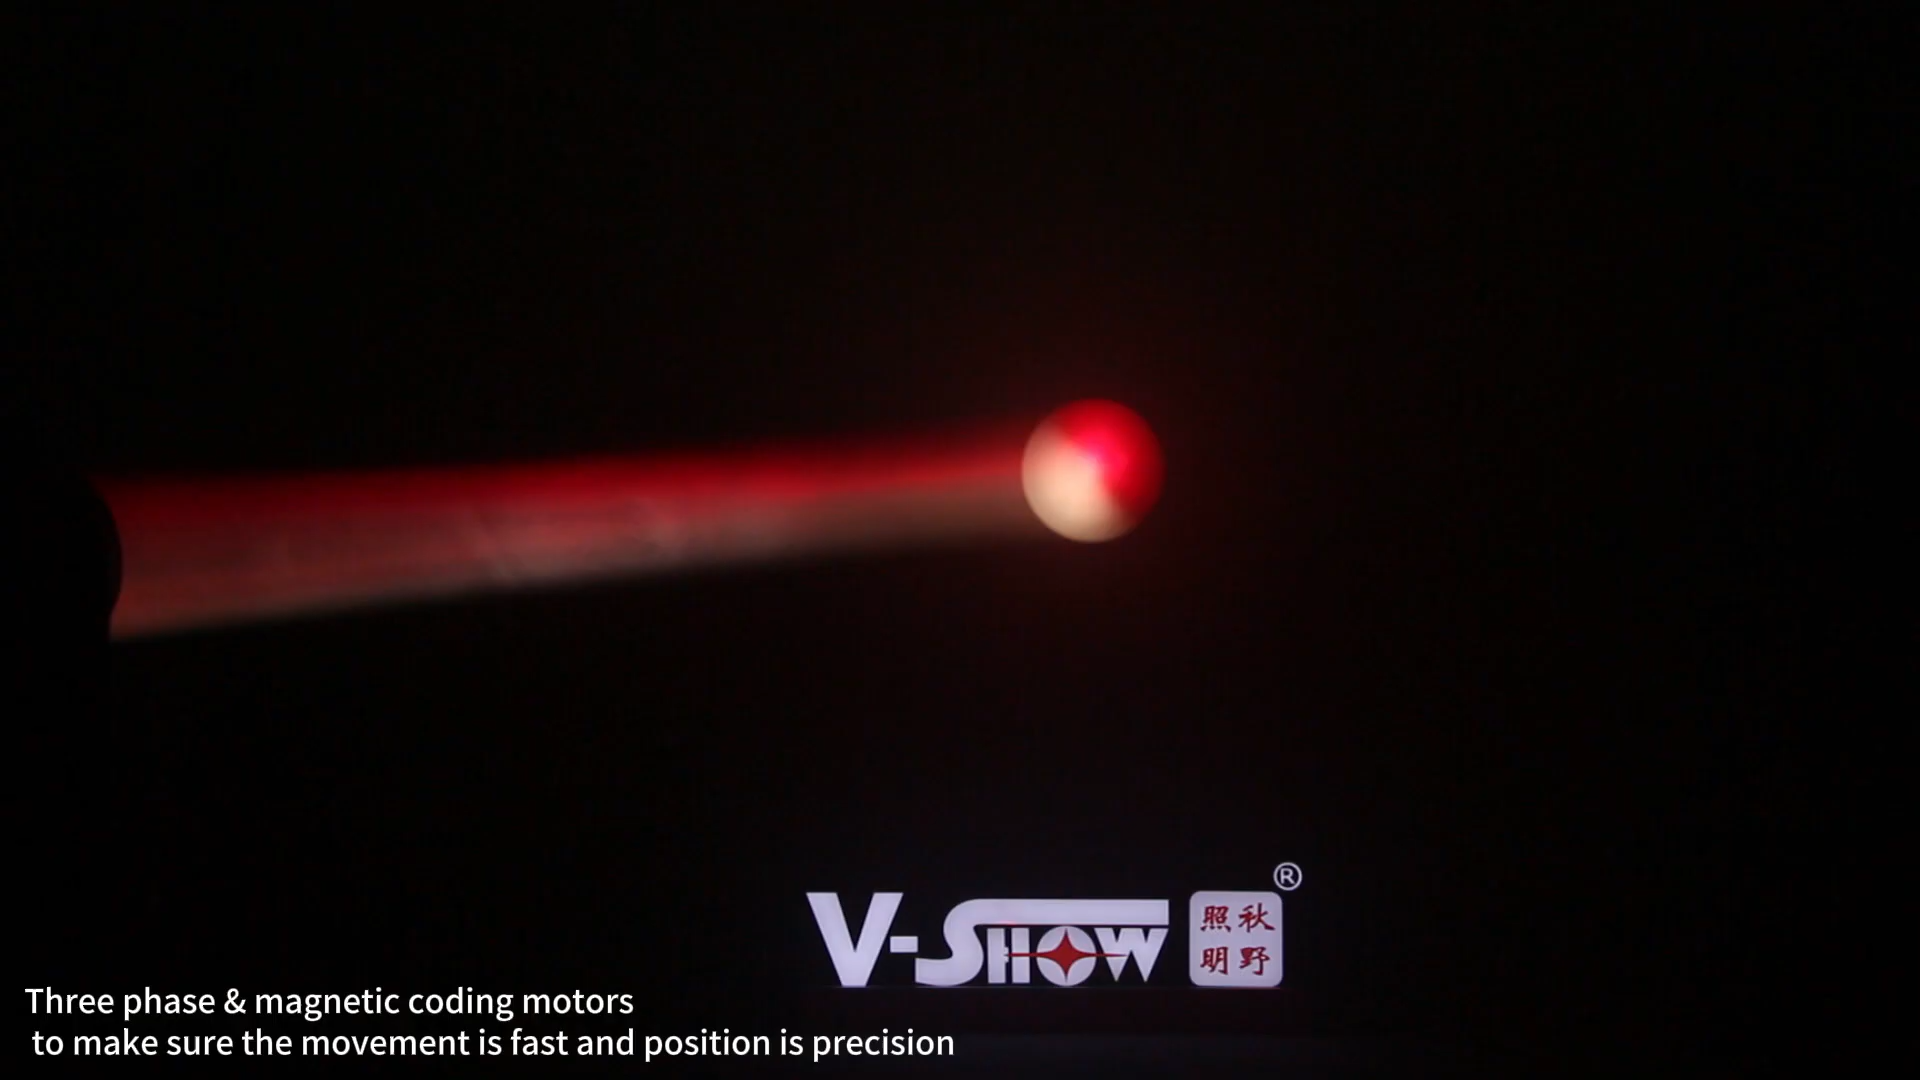 V-SHOW
®
照秋
明野
Three phase & magnetic coding motors
to make sure the movement is fast and position is precision